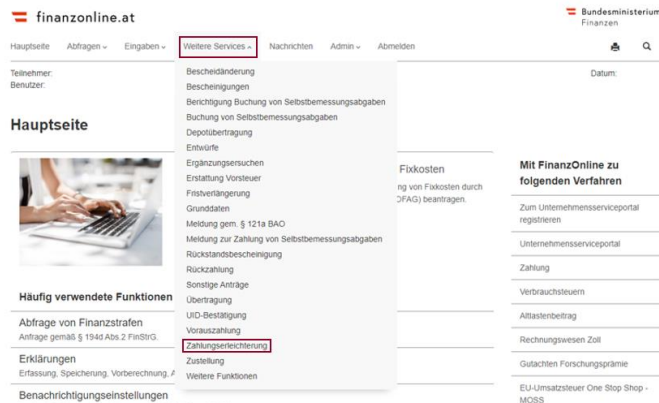 finanzonline.at
Bundesministerium
Finanzen
Hauptseite Abfragen Eingaben Weitere Services Nachrichten Admin Abmelden
Teilnehmer:
Benutzer:
Datum:
Hauptseite
Bescheidänderung
Bescheinigungen
Berichtigung Buchung von Selbstbemessungsabgaben
Buchung von Selbstbemessungsabgaben
Depotübertragung
Entwürfe
Ergänzungsersuchen
Erstattung Vorsteuer
Fristverlängerung
Grunddaten
Meldung gem. § 121a BAO
Meldung zur Zahlung von Selbstbemessungsabgaben
Rückstandsbescheinigung
Rückzahlung
Sonstige Anträge
Übertragung
UID-Bestätigung
Vorauszahlung
Zahlungserleichterung
Zustellung
Weitere Funktionen
Fixkosten
ng von Fixkosten durch
OFAG) beantragen.
Häufig verwendete Funktionen
Abfrage von Finanzstrafen
Anfrage gemäß § 194d Abs.2 FinStrG.
Erklärungen
Erfassung, Speicherung, Vorberechnung, A
Benachrichtigungseinstellungen
Mit FinanzOnline zu
folgenden Verfahren
Zum Unternehmensserviceportal
registrieren
Unternehmensserviceportal
Zahlung
Verbrauchsteuern
Altlastenbeitrag
Rechnungswesen Zoll
Gutachten Forschungsprämie
EU-Umsatzsteuer One Stop Shop -
MOSS